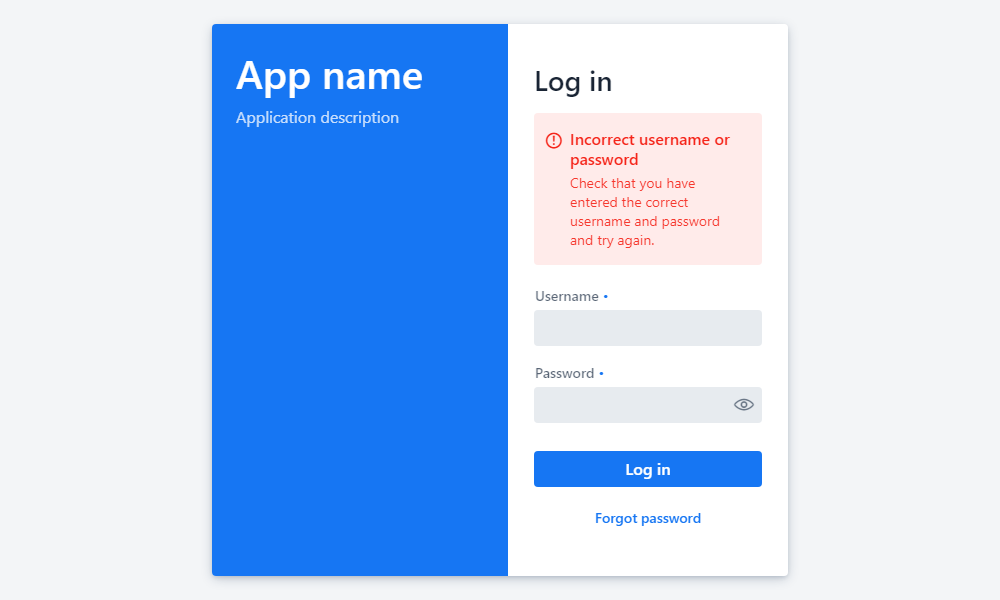 App name
Application description
Log in
Incorrect username or
password
Check that you have
entered the correct
username and password
and try again.
Username •
Password •
Log in
Forgot password